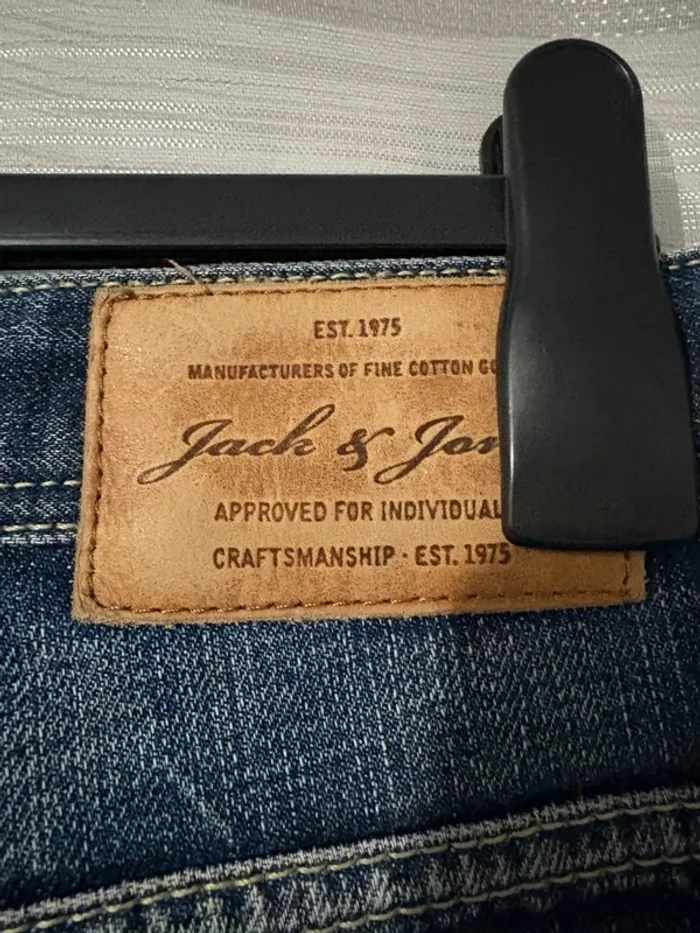 EST. 1975
MANUFACTURERS OF FINE COTTON
Jack &
APPROVED FOR INDIVIDUAL
CRAFTSMANSHIP · EST. 1975